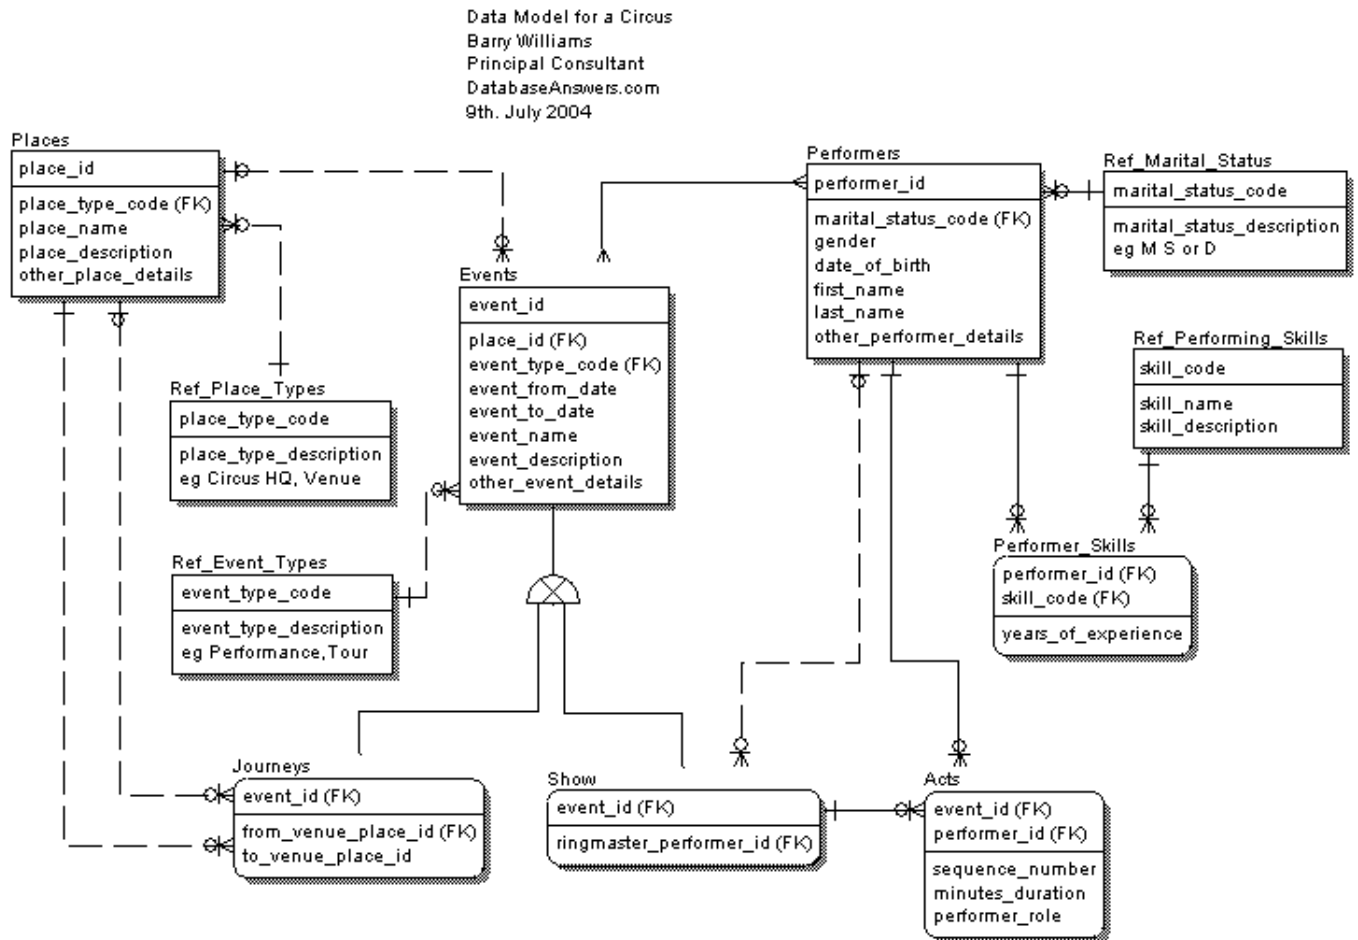 Data Model for a Circus
Barry Williams
Principal Consultant
DatabaseAnswers.com
9th. July 2004
Places
place_id
place_type_code (FK)
place_name
place_description
other_place_details
Performers
performer_id
marital_status_code (FK)
gender
date_of_birth
first_name
last_name
other_performer_details
Ref_Marital_Status
marital_status_code
marital_status_description
eg M S or D
Events
event_id
place_id (FK)
event_type_code (FK)
event_from_date
event_to_date
event_name
event_description
other_event_details
Ref_Performing_Skills
skill_code
skill_name
skill_description
Ref_Place_Types
place_type_code
place_type_description
eg Circus HQ, Venue
Ref_Event_Types
event_type_code
event_type_description
eg Performance,Tour
Performer_Skills
performer_id (FK)
skill_code (FK)
years_of_experience
Journeys
event_id (FK)
from_venue_place_id (FK)
to_venue_place_id
Show
event_id (FK)
ringmaster_performer_id (FK)
Acts
event_id (FK)
performer_id (FK)
sequence_number
minutes_duration
performer_role